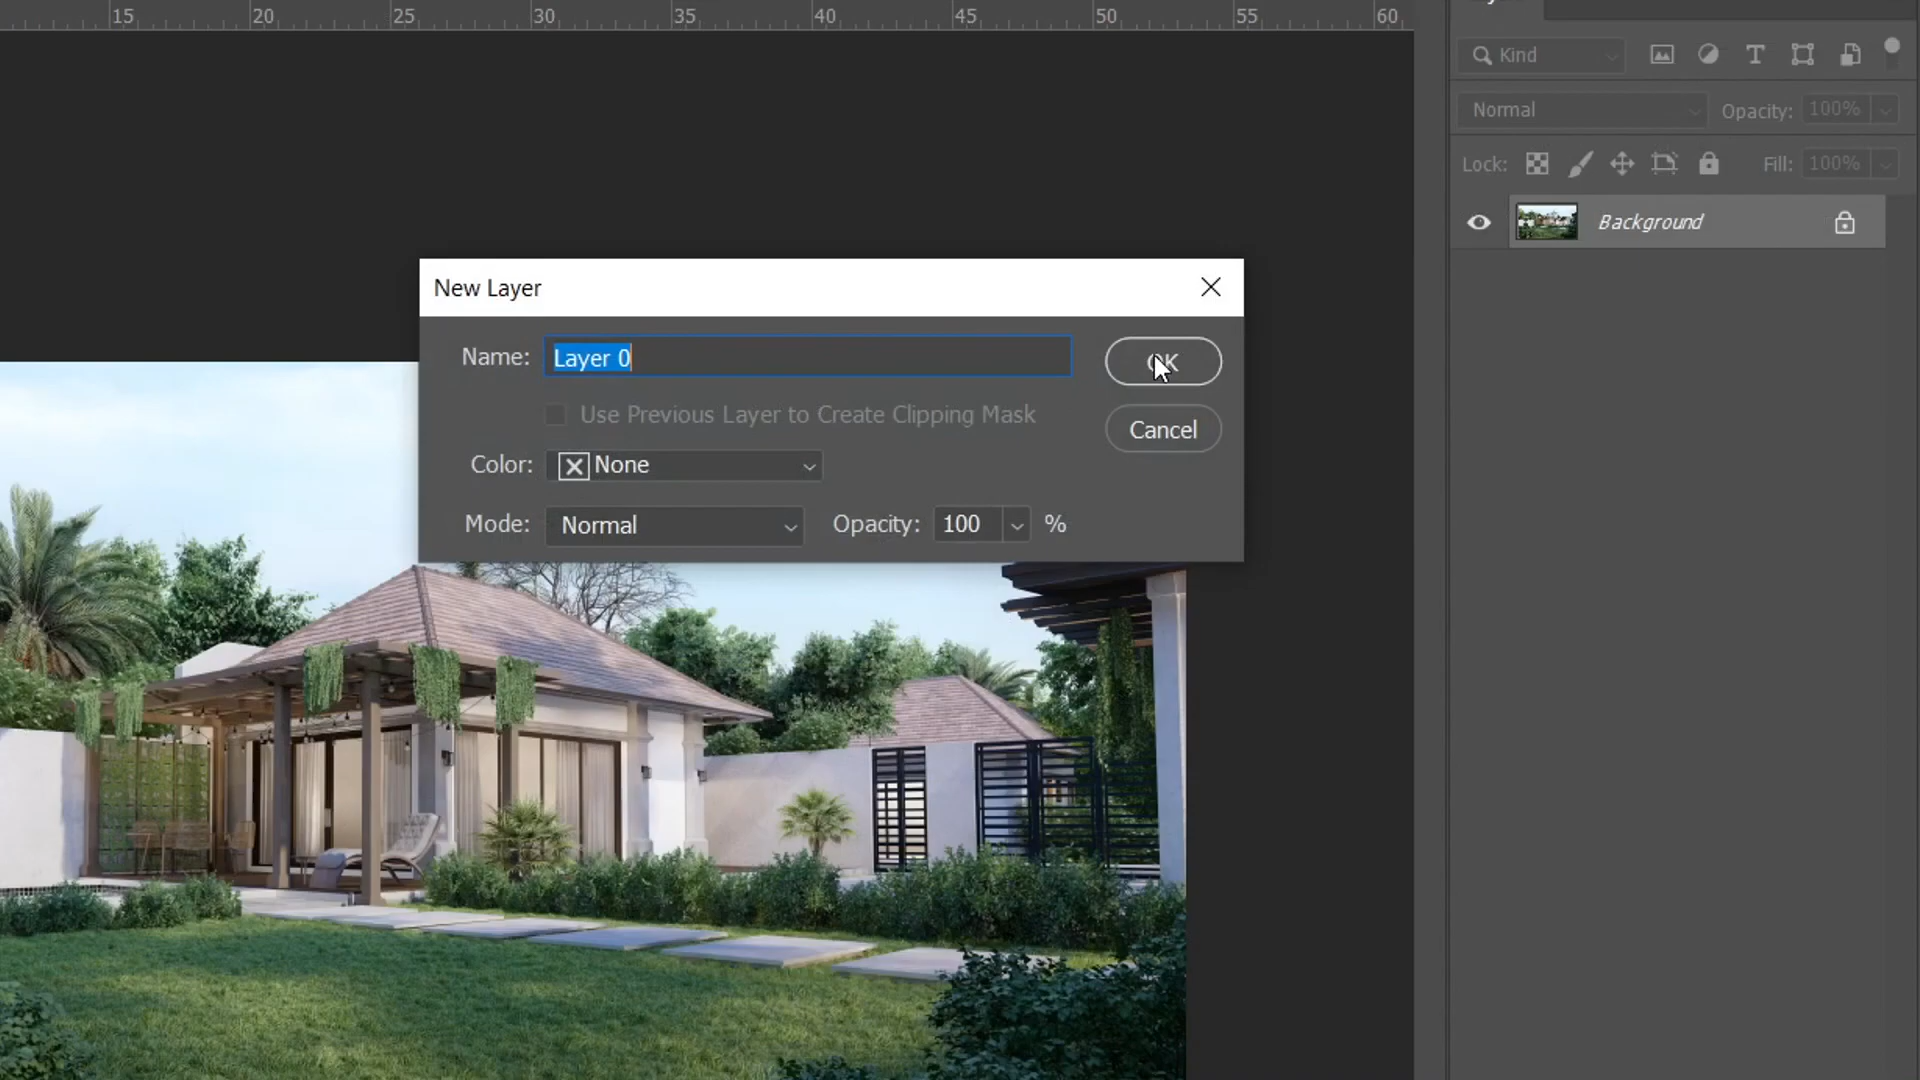 15 20 25 30 35 40 45 50 55 60
Kind
Normal Opacity: 100%
Lock: Fill: 100%
Background
New Layer
Name: Layer 0 OK
Use Previous Layer to Create Clipping Mask
Cancel
Color: None
Mode: Normal Opacity: 100 %